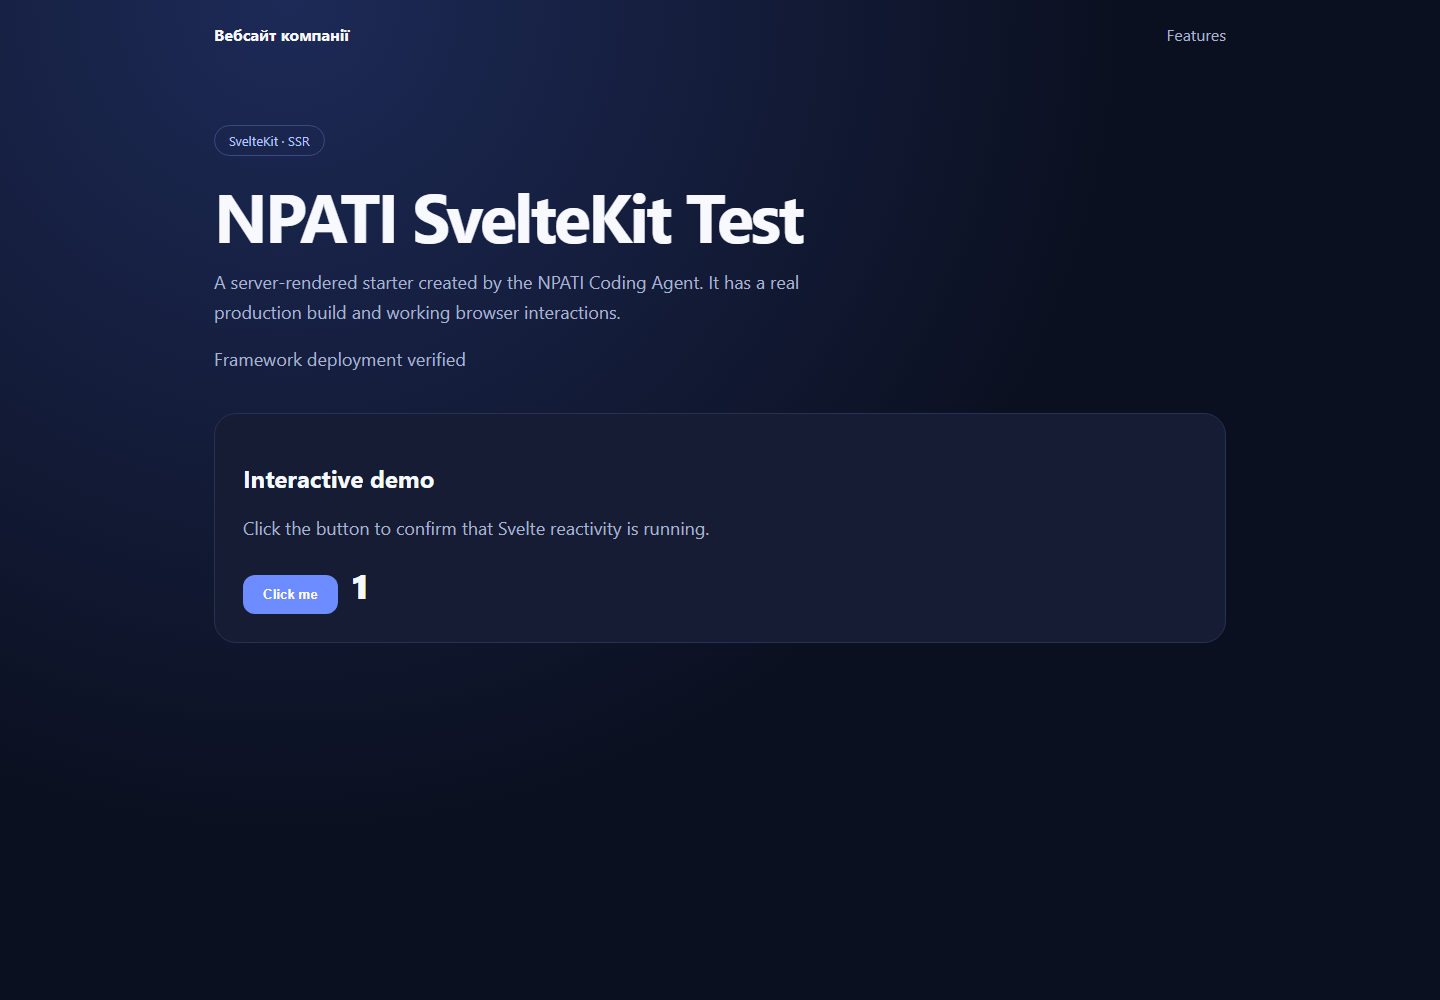 Вебсайт компанії
Features
SvelteKit · SSR
NPATI SvelteKit Test
A server-rendered starter created by the NPATI Coding Agent. It has a real
production build and working browser interactions.
Framework deployment verified
Interactive demo
Click the button to confirm that Svelte reactivity is running.
Click me
1